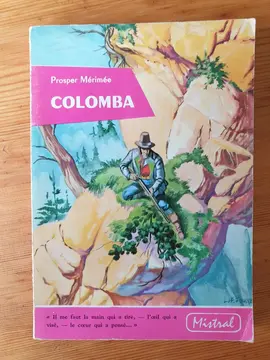 Prosper Mérimée
COLOMBA
« Il me faut la main qui a tiré, — l'œil qui a
visé, — le cœur qui a pensé... »
Mistral